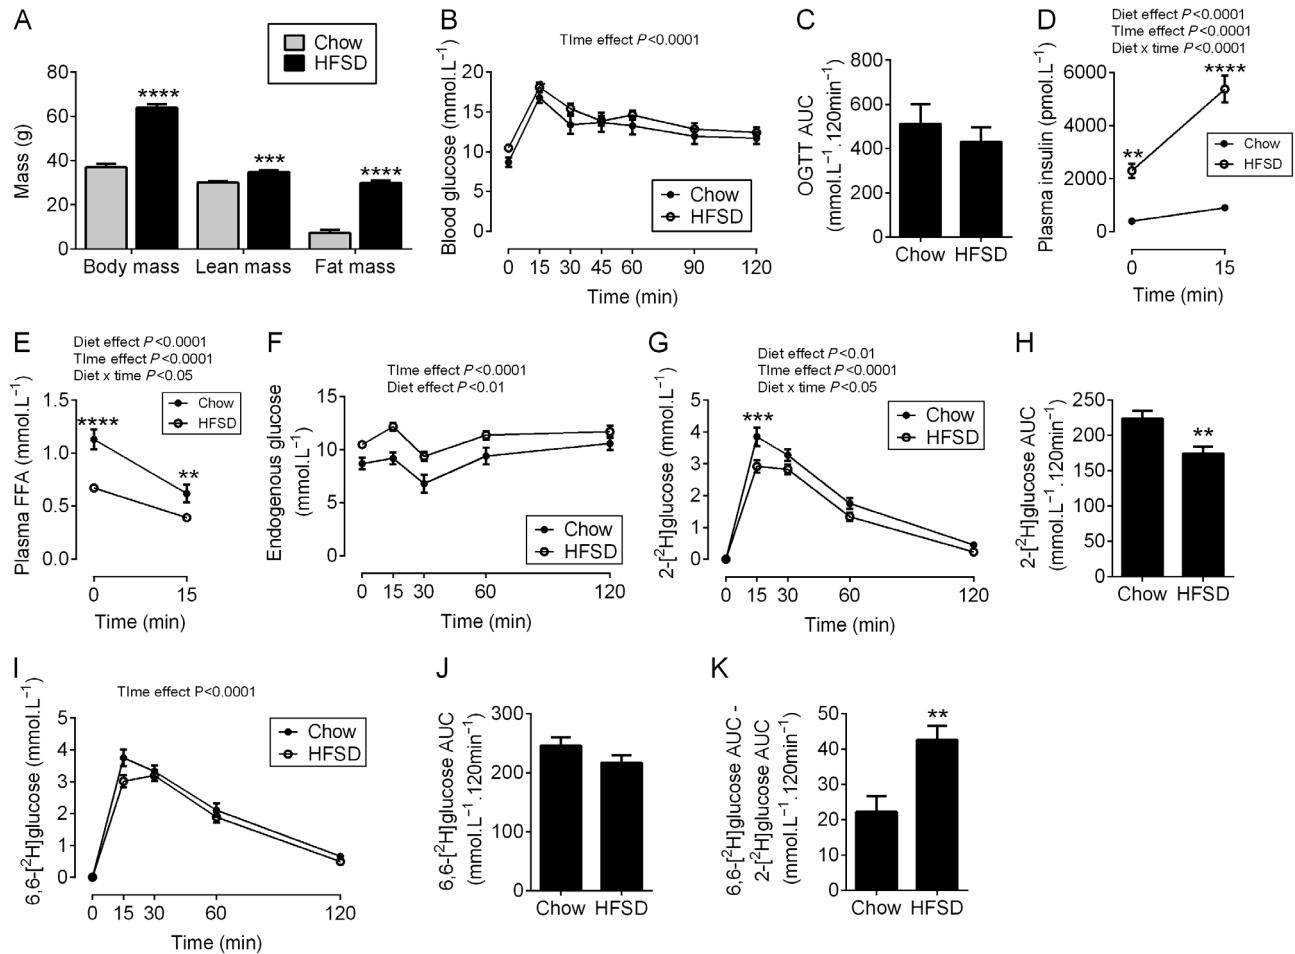 A
Chow
HFSD
Mass (g)
80
60
40
20
0
****
***
****
Body mass
Lean mass
Fat mass
B
TIme effect P<0.0001
Blood glucose (mmol.L−1)
20
15
10
5
0
Chow
HFSD
0 15 30 45 60 90 120
Time (min)
C
OGTT AUC
(mmol.L−1.120min−1)
800
600
400
200
0
Chow HFSD
D
Diet effect P<0.0001
TIme effect P<0.0001
Diet x time P<0.0001
Plasma insulin (pmol.L−1)
6000
4000
2000
0
**
****
Chow
HFSD
0 15
Time (min)
E
Diet effect P<0.0001
TIme effect P<0.0001
Diet x time P<0.05
Plasma FFA (mmol.L−1)
1.5
1.0
0.5
0.0
****
**
Chow
HFSD
0 15
Time (min)
F
TIme effect P<0.0001
Diet effect P<0.01
Endogenous glucose
mmol.L−1)
15
10
5
0
Chow
HFSD
0 15 30 60 120
Time (min)
G
Diet effect P<0.01
TIme effect P<0.0001
Diet x time P<0.05
2-[2H]glucose (mmol.L−1)
5
4
3
2
1
0
***
Chow
HFSD
0 15 30 60 120
Time (min)
H
2-[2H]glucose AUC
(mmol.L−1.120min−1)
250
200
150
100
50
0
**
Chow HFSD
I
TIme effect P<0.0001
6,6-[2H]glucose (mmol.L−1)
5
4
3
2
1
0
Chow
HFSD
0 15 30 60 120
Time (min)
J
6,6-[2H]glucose AUC
(mmol.L−1.120min−1)
300
200
100
0
Chow HFSD
K
6,6-[2H]glucose AUC -
2-[2H]glucose AUC
(mmol.L−1.120min−1)
50
40
30
20
10
0
**
Chow HFSD